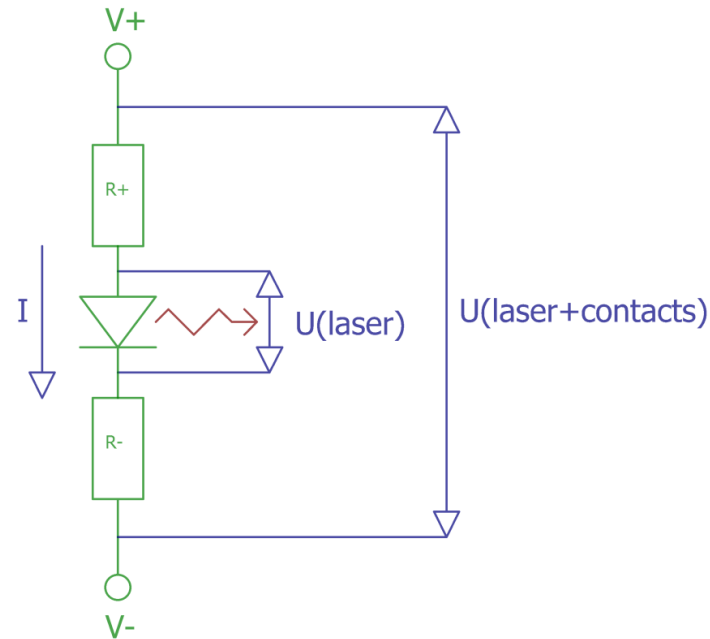 V+
R+
I
U(laser)
U(laser+contacts)
R-
V-